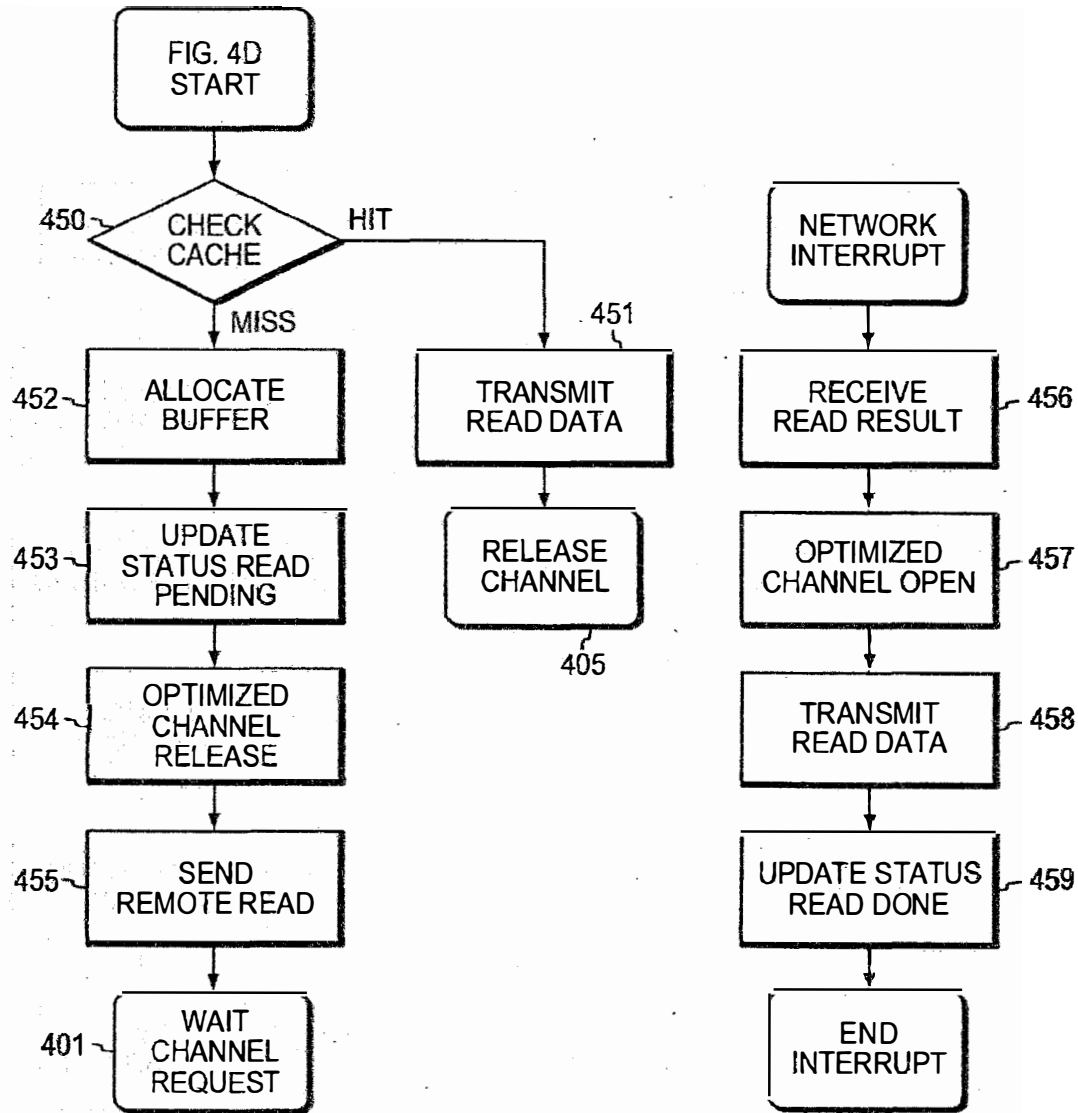 FIG. 4D
START
450
CHECK
CACHE
HIT
MISS
452
ALLOCATE
BUFFER
453
UPDATE
STATUS READ
PENDING
454
OPTIMIZED
CHANNEL
RELEASE
455
SEND
REMOTE READ
401
WAIT
CHANNEL
REQUEST
451
TRANSMIT
READ DATA
RELEASE
CHANNEL
405
NETWORK
INTERRUPT
RECEIVE
READ RESULT
456
OPTIMIZED
CHANNEL OPEN
457
TRANSMIT
READ DATA
458
UPDATE STATUS
READ DONE
459
END
INTERRUPT